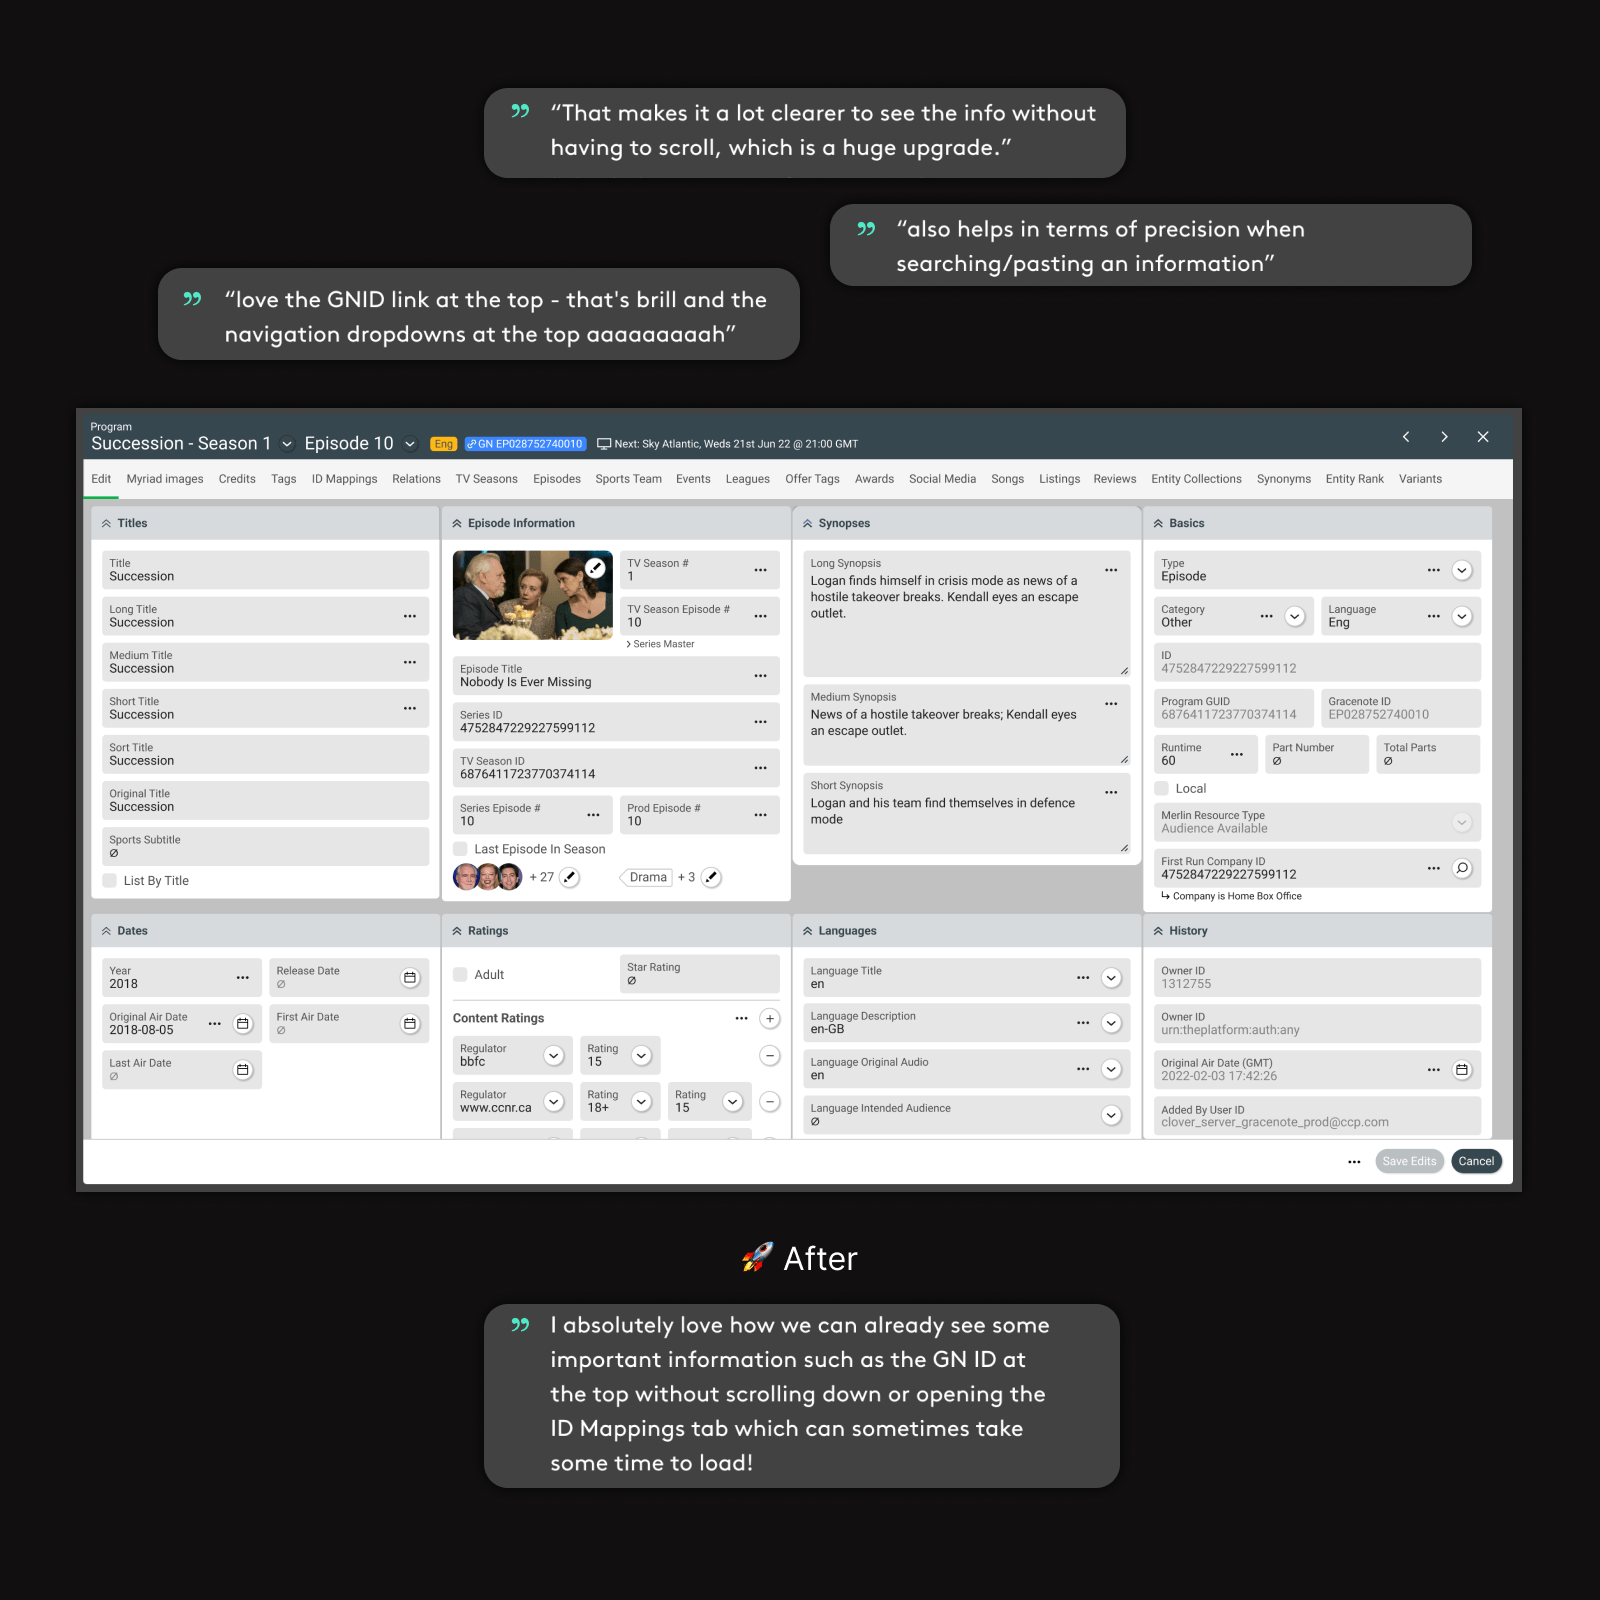 “That makes it a lot clearer to see the info without
having to scroll, which is a huge upgrade.”
“also helps in terms of precision when
searching/pasting an information”
“love the GNID link at the top - that's brill and the
navigation dropdowns at the top aaaaaaaaah”
Program
Succession - Season 1 Episode 10 Eng GN EP028752740010 Next: Sky Atlantic, Weds 21st Jun 22 @ 21:00 GMT
Edit Myriad images Credits Tags ID Mappings Relations TV Seasons Episodes Sports Team Events Leagues Offer Tags Awards Social Media Songs Listings Reviews Entity Collections Synonyms Entity Rank Variants
Titles
Title
Succession
Long Title
Succession
Medium Title
Succession
Short Title
Succession
Sort Title
Succession
Original Title
Succession
Sports Subtitle
Ø
List By Title
Episode Information
TV Season #
1
TV Season Episode #
10
Series Master
Episode Title
Nobody Is Ever Missing
Series ID
4752847229227599112
TV Season ID
6876411723770374114
Series Episode # Prod Episode #
10 10
Last Episode In Season
+ 27 Drama + 3
Synopses
Long Synopsis
Logan finds himself in crisis mode as news of a
hostile takeover breaks. Kendall eyes an escape
outlet.
Medium Synopsis
News of a hostile takeover breaks; Kendall eyes
an escape outlet.
Short Synopsis
Logan and his team find themselves in defence
mode
Basics
Type
Episode
Category Language
Other Eng
ID
4752847229227599112
Program GUID Gracenote ID
6876411723770374114 EP028752740010
Runtime Part Number Total Parts
60 Ø Ø
Local
Merlin Resource Type
Audience Available
First Run Company ID
4752847229227599112
Company is Home Box Office
Dates
Year Release Date
2018 Ø
Original Air Date First Air Date
2018-08-05 Ø
Last Air Date
Ø
Ratings
Adult
Star Rating
Ø
Content Ratings
Regulator Rating
bbfc 15
Regulator Rating Rating
www.ccnr.ca 18+ 15
Languages
Language Title
en
Language Description
en-GB
Language Original Audio
en
Language Intended Audience
Ø
History
Owner ID
1312755
Owner ID
urn:theplatform:auth:any
Original Air Date (GMT)
2022-02-03 17:42:26
Added By User ID
clover_server_gracenote_prod@ccp.com
Save Edits Cancel
🚀 After
I absolutely love how we can already see some
important information such as the GN ID at
the top without scrolling down or opening the
ID Mappings tab which can sometimes take
some time to load!